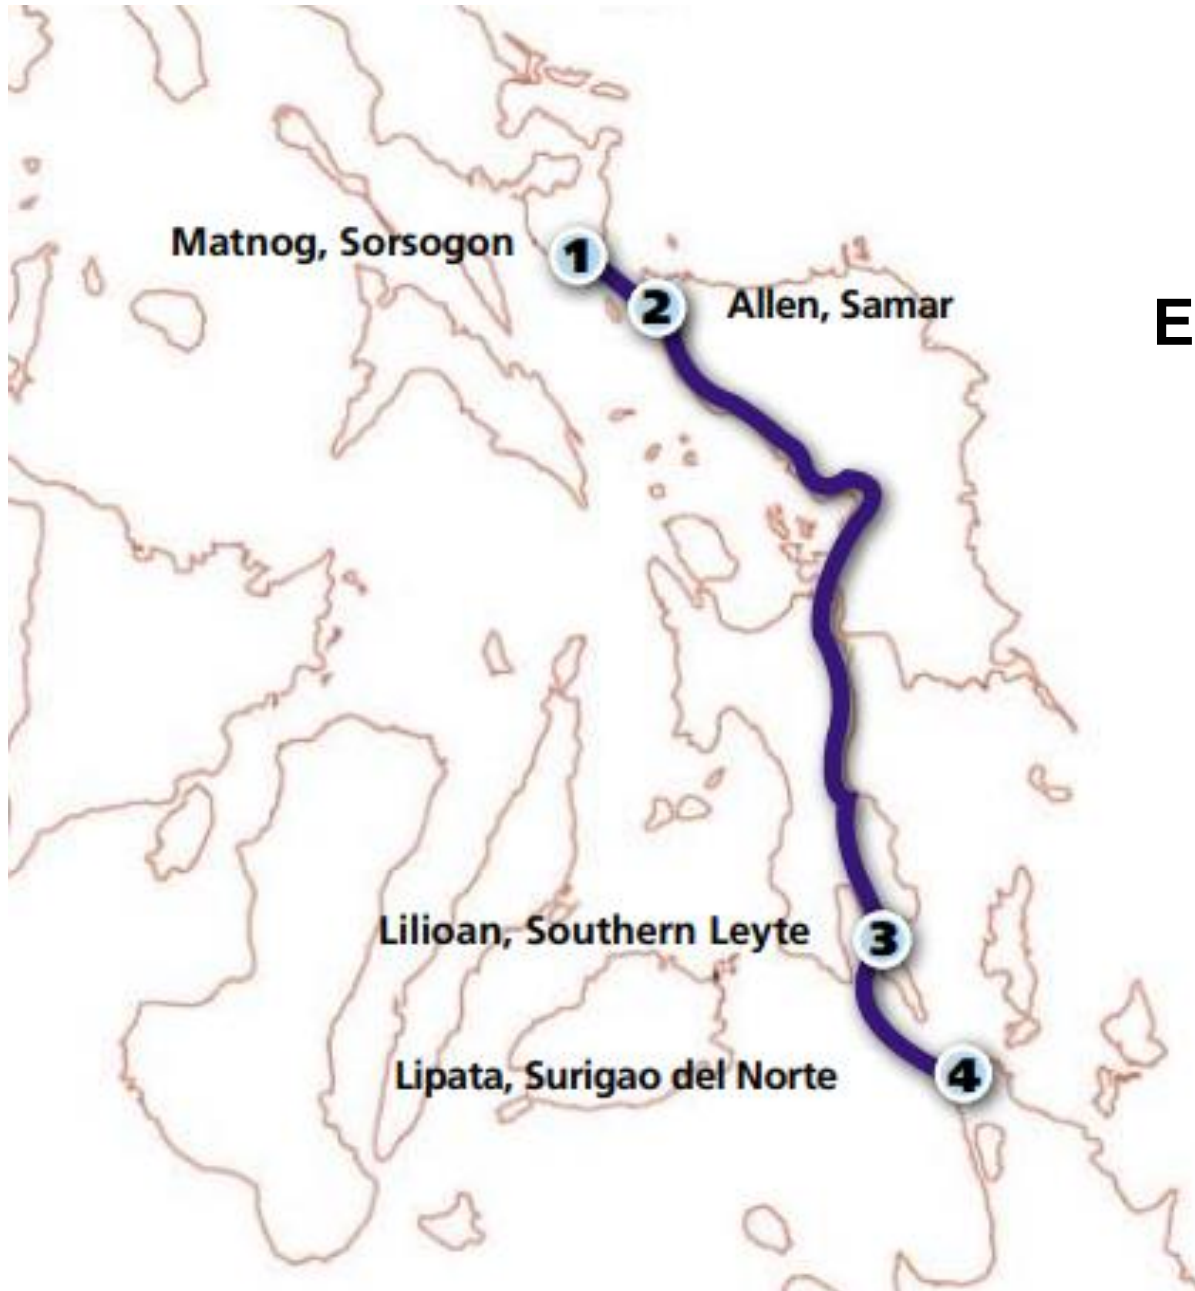 Matnog, Sorsogon
1
2
Allen, Samar
E
Lilioan, Southern Leyte
3
Lipata, Surigao del Norte
4